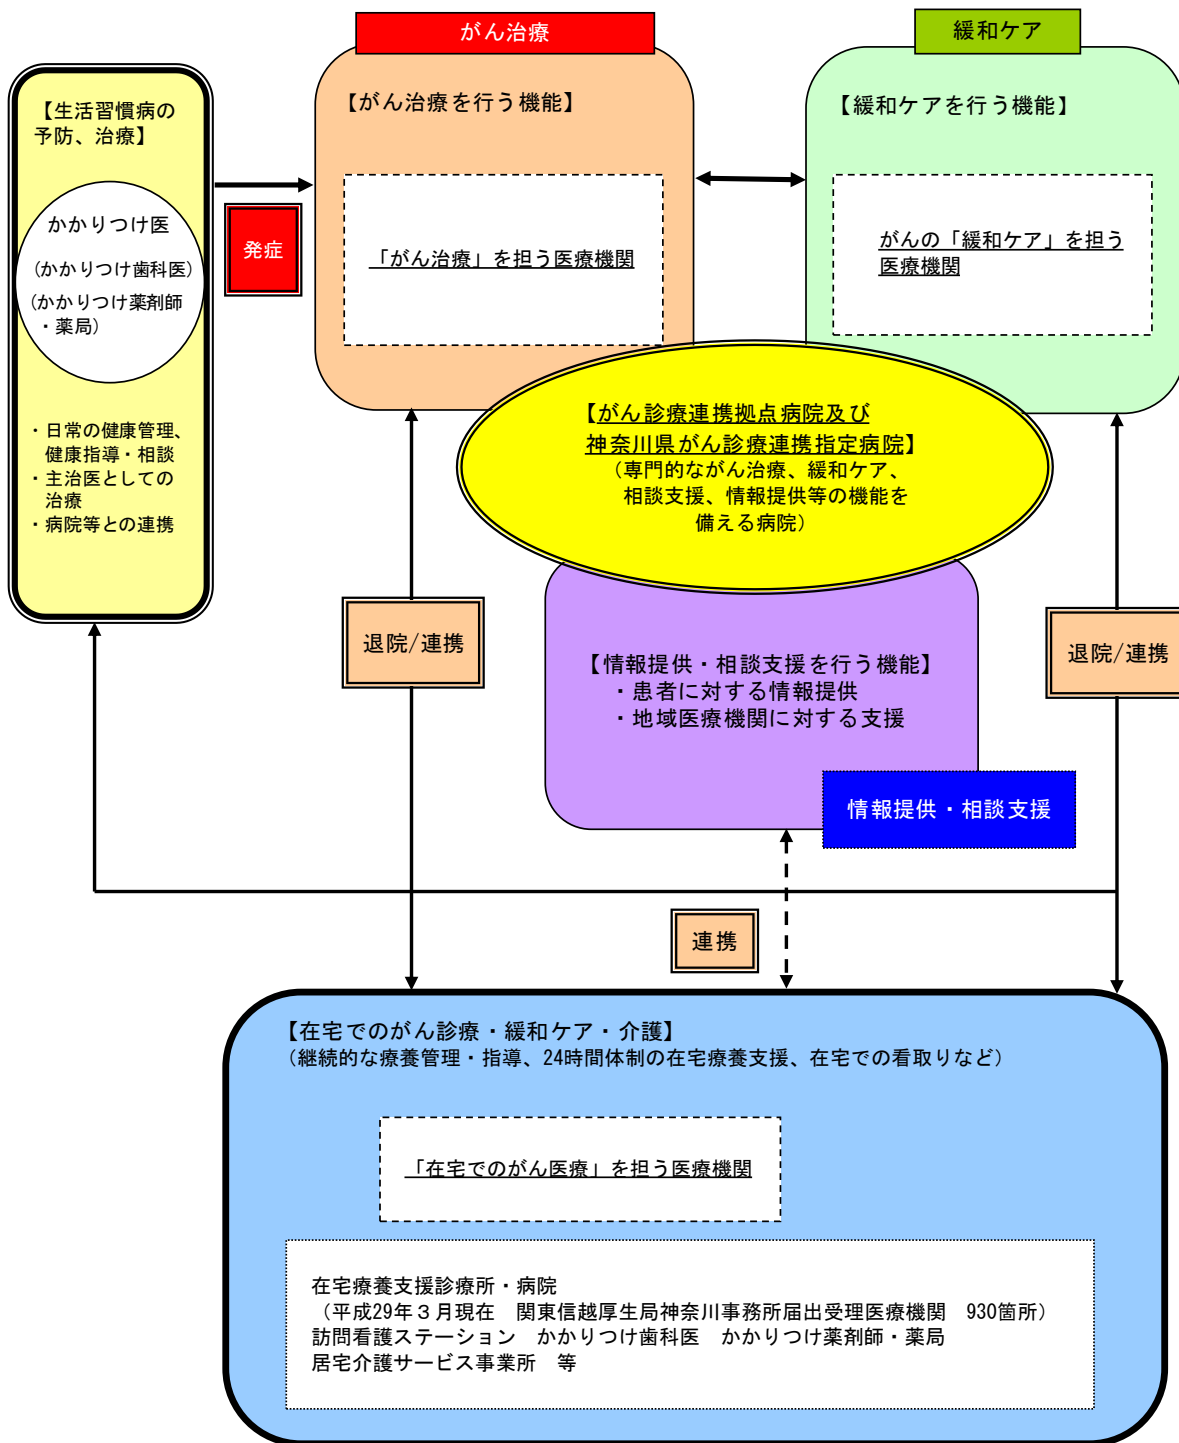 がん治療
緩和ケア
【生活習慣病の
予防、治療】
かかりつけ医
(かかりつけ歯科医)
(かかりつけ薬剤師
・薬局)
・日常の健康管理、
健康指導・相談
・主治医としての
治療
・病院等との連携
発症
【がん治療を行う機能】
「がん治療」を担う医療機関
【緩和ケアを行う機能】
がんの「緩和ケア」を担う
医療機関
【がん診療連携拠点病院及び
神奈川県がん診療連携指定病院】
（専門的ながん治療、緩和ケア、
相談支援、情報提供等の機能を
備える病院）
退院/連携
退院/連携
【情報提供・相談支援を行う機能】
・患者に対する情報提供
・地域医療機関に対する支援
情報提供・相談支援
連携
【在宅でのがん診療・緩和ケア・介護】
（継続的な療養管理・指導、24時間体制の在宅療養支援、在宅での看取りなど）
「在宅でのがん医療」を担う医療機関
在宅療養支援診療所・病院
（平成29年３月現在　関東信越厚生局神奈川事務所届出受理医療機関　930箇所）
訪問看護ステーション　かかりつけ歯科医　かかりつけ薬剤師・薬局
居宅介護サービス事業所　等